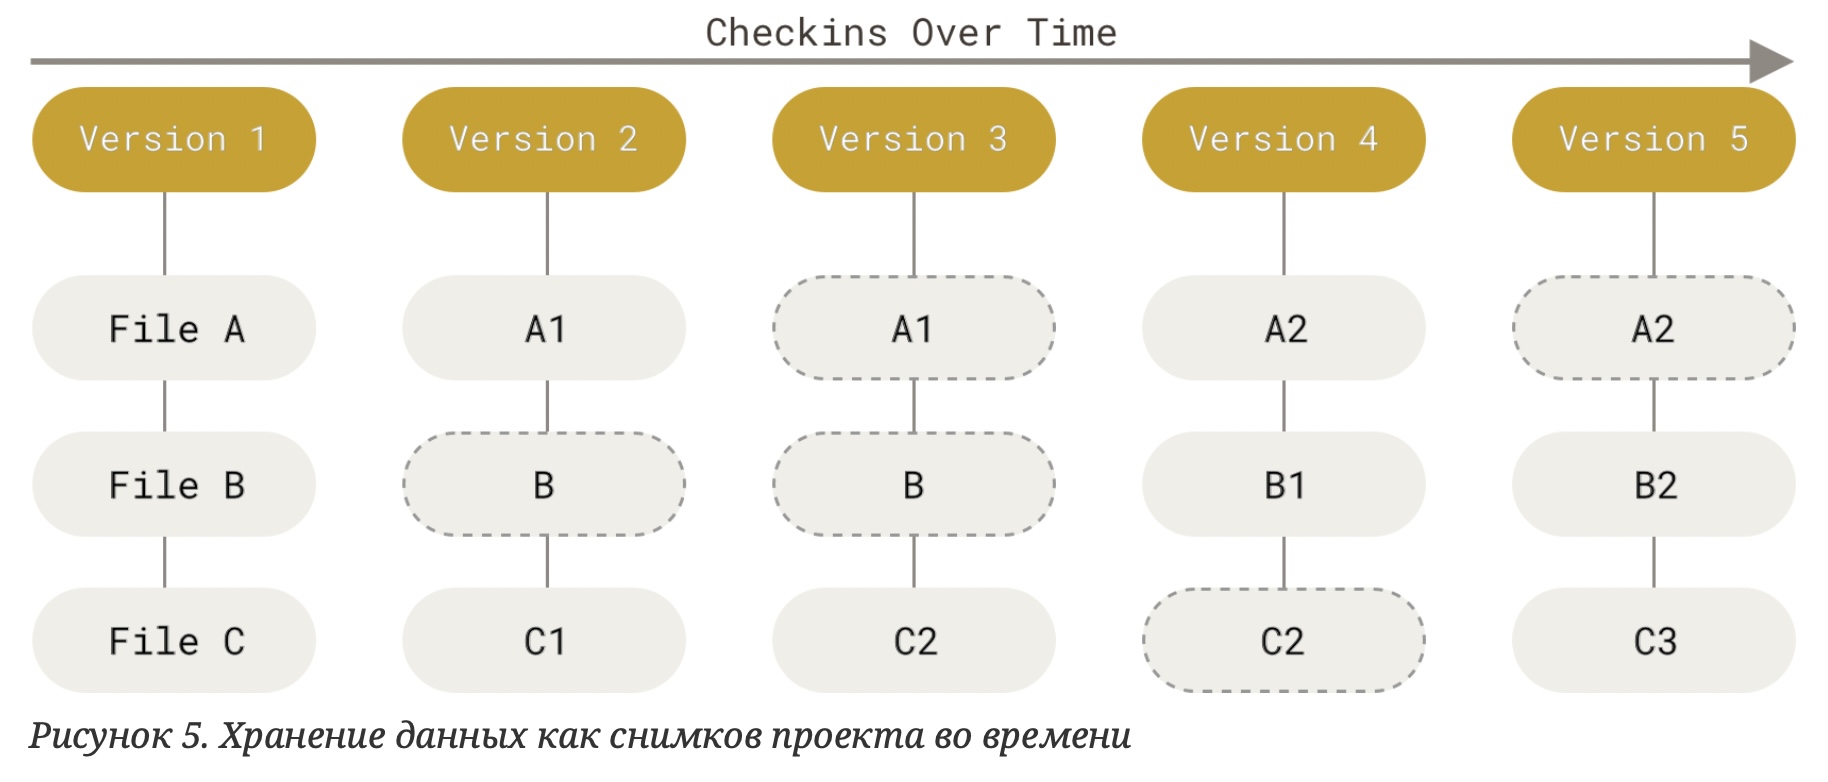 Checkins Over Time
Version 1 Version 2 Version 3 Version 4 Version 5
File A A1 A1 A2 A2
File B B B B1 B2
File C C1 C2 C2 C3
Рисунок 5. Хранение данных как снимков проекта во времени